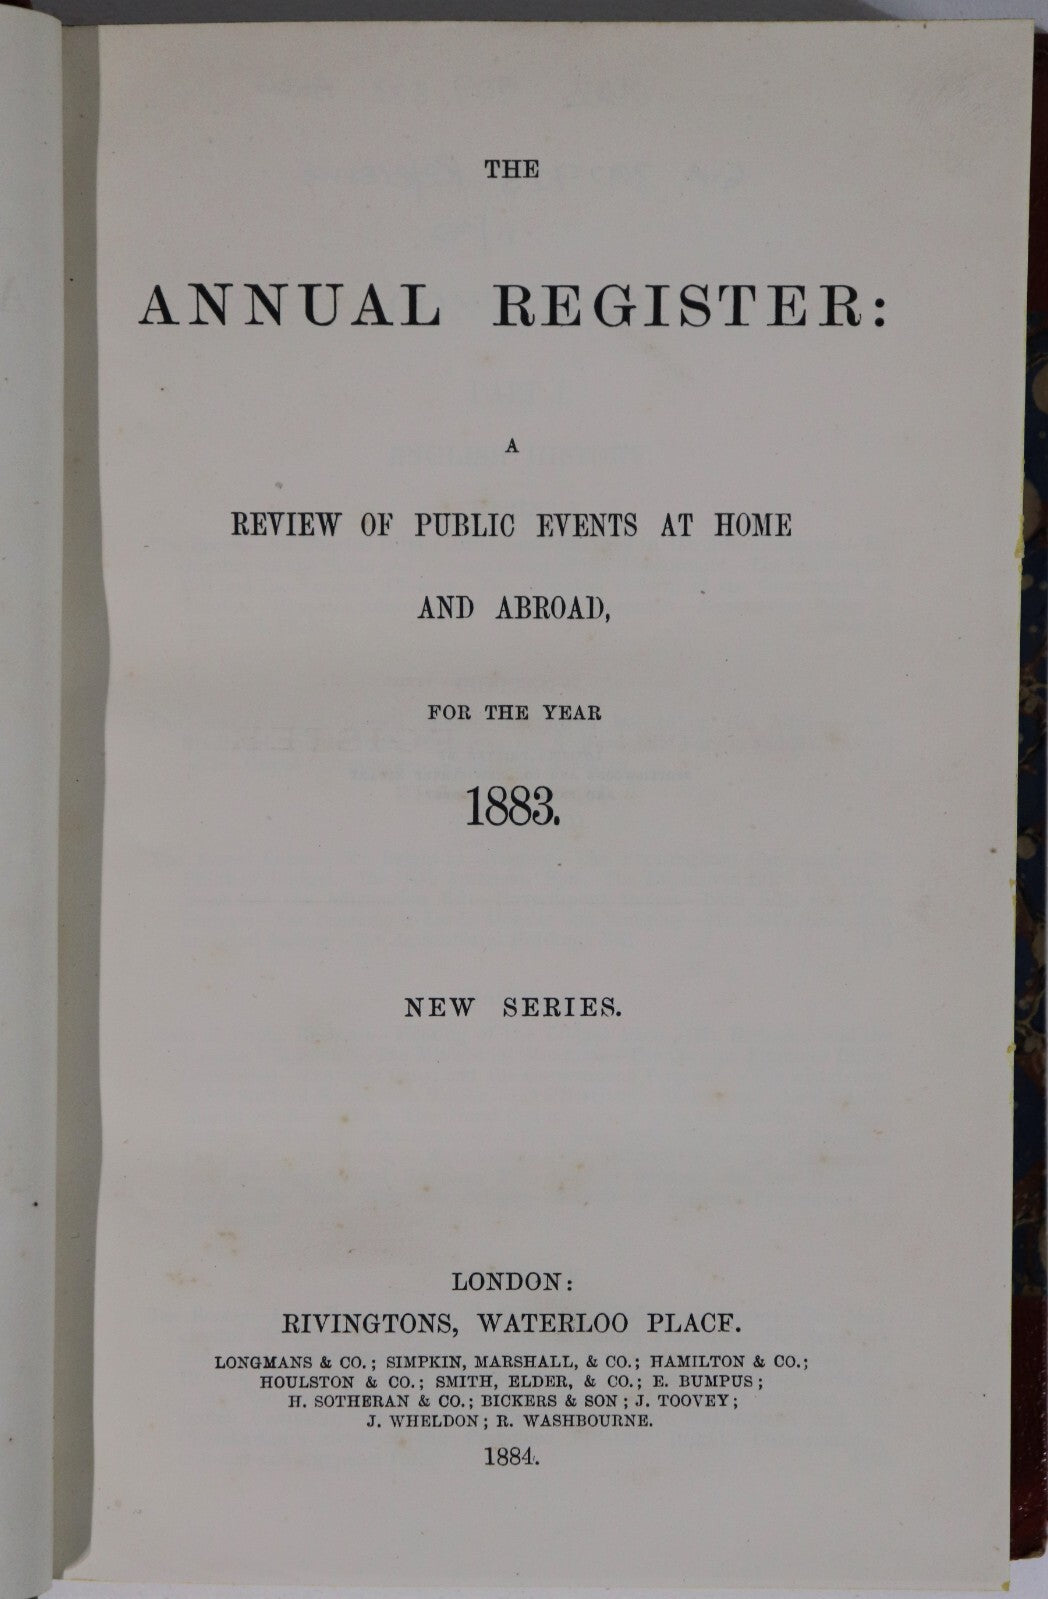 THE
ANNUAL REGISTER:
A
REVIEW OF PUBLIC EVENTS AT HOME
AND ABROAD,
FOR THE YEAR
1883.
NEW SERIES.
LONDON:
RIVINGTONS, WATERLOO PLACE.
LONGMANS & CO.; SIMPKIN, MARSHALL, & CO.; HAMILTON & CO.;
HOULSTON & CO.; SMITH, ELDER, & CO.; E. BUMPUS;
H. SOTHERAN & CO.; BICKERS & SON; J. TOOVEY;
J. WHELDON; R. WASHBOURNE.
1884.